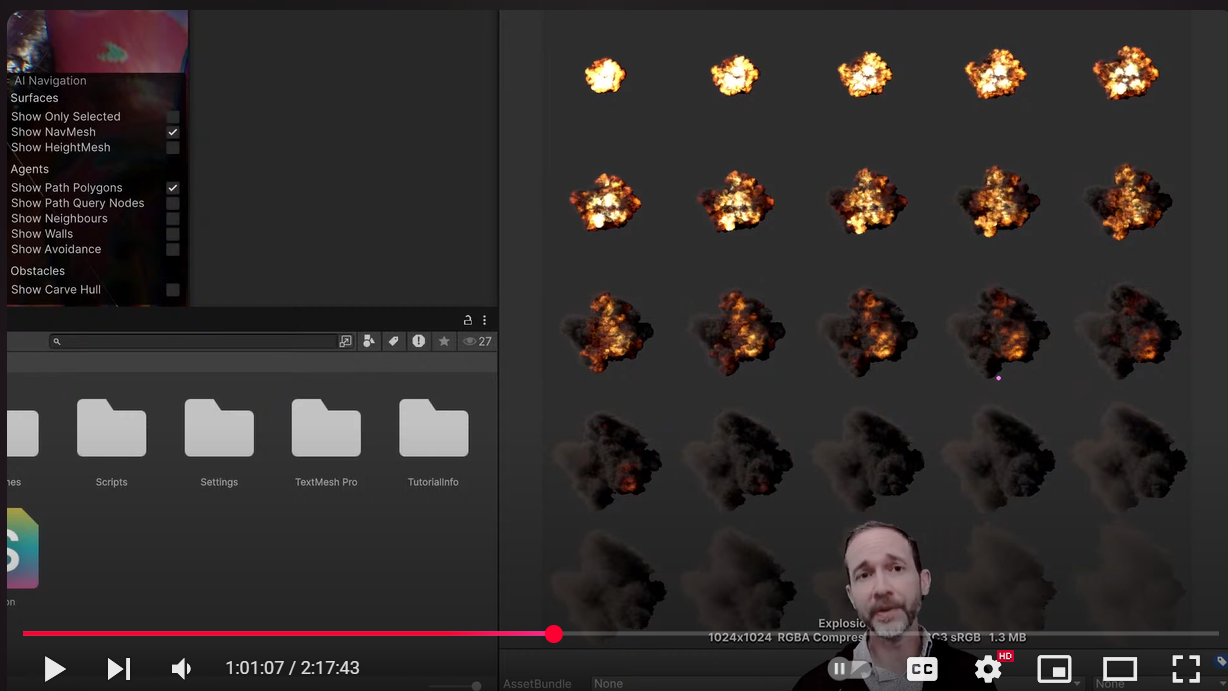 AI Navigation
Surfaces
Show Only Selected
Show NavMesh
Show HeightMesh
Agents
Show Path Polygons
Show Path Query Nodes
Show Neighbours
Show Walls
Show Avoidance
Obstacles
Show Carve Hull
27
nes
Scripts
Settings
TextMesh Pro
TutorialInfo
S
on
Explosio
1024x1024 RGBA Compres
C3 sRGB 1.3 MB
1:01:07 / 2:17:43
CC
HD
AssetBundle
None
None